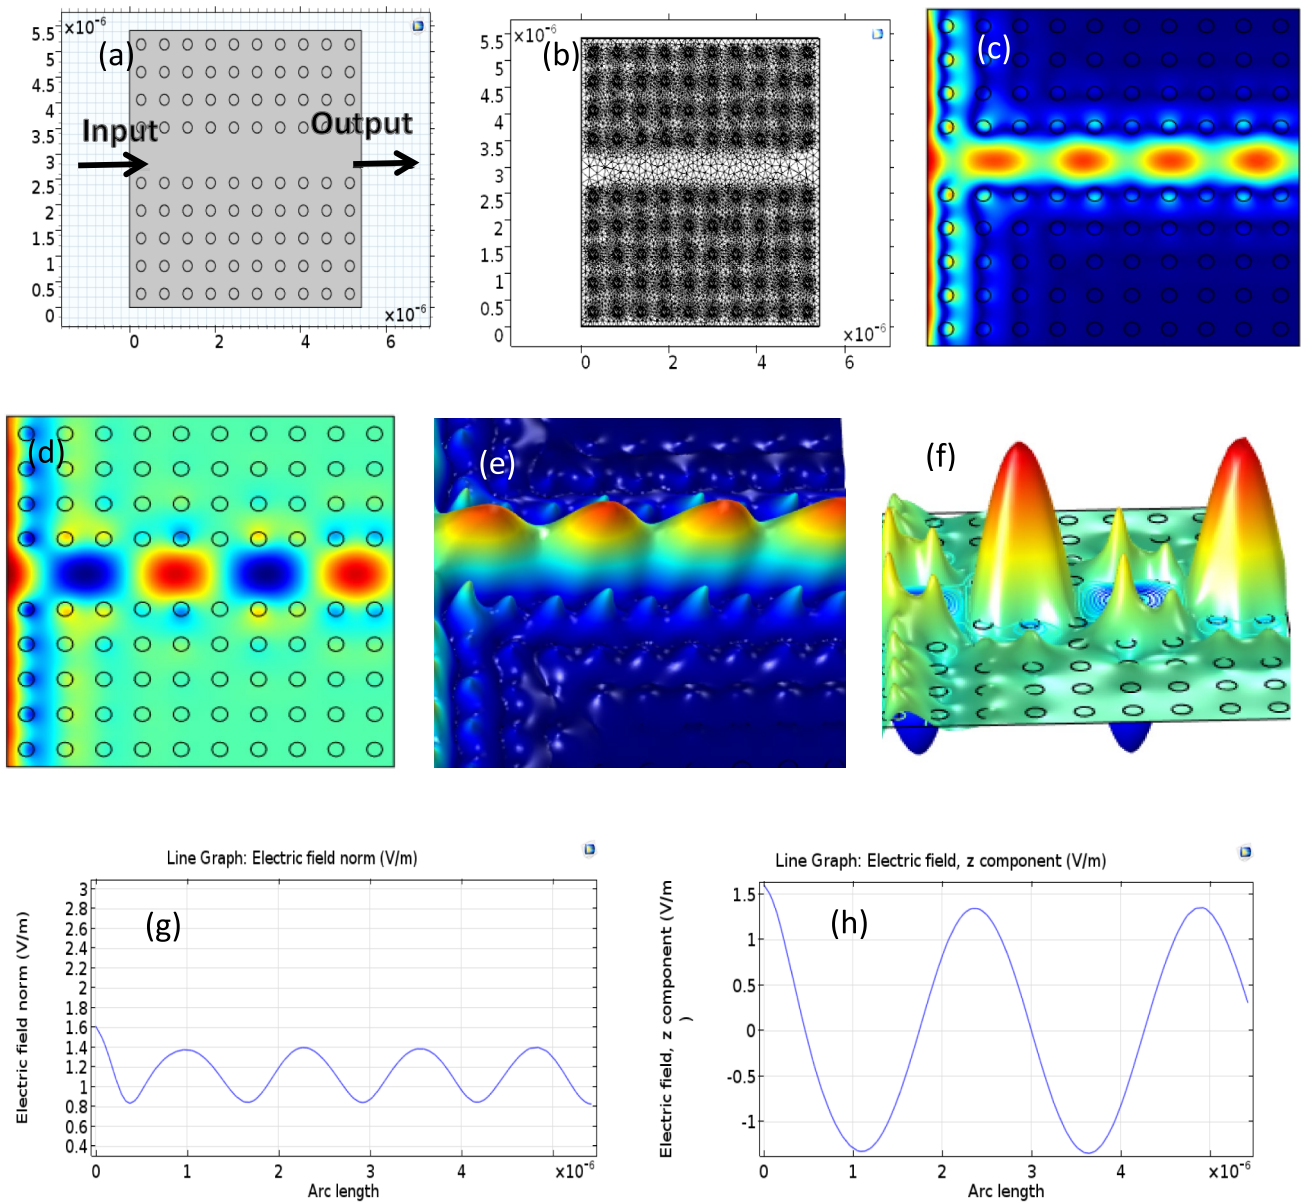 (a)
×10⁻⁶
5.5
5
4.5
4
3.5
3
2.5
2
1.5
1
0.5
0
Input
Output
×10⁻⁶
0 2 4 6
(b)
×10⁻⁶
5.5
5
4.5
4
3.5
3
2.5
2
1.5
1
0.5
0
×10⁻⁶
0 2 4 6
(c)
(d)
(e)
(f)
Line Graph: Electric field norm (V/m)
(g)
Electric field norm (V/m)
3
2.8
2.6
2.4
2.2
2
1.8
1.6
1.4
1.2
1
0.8
0.6
0.4
0 1 2 3 4 ×10⁻⁶
Arc length
Line Graph: Electric field, z component (V/m)
(h)
Electric field, z component (V/m
)
1.5
1
0.5
0
-0.5
-1
0 1 2 3 4 ×10⁻⁶
Arc length